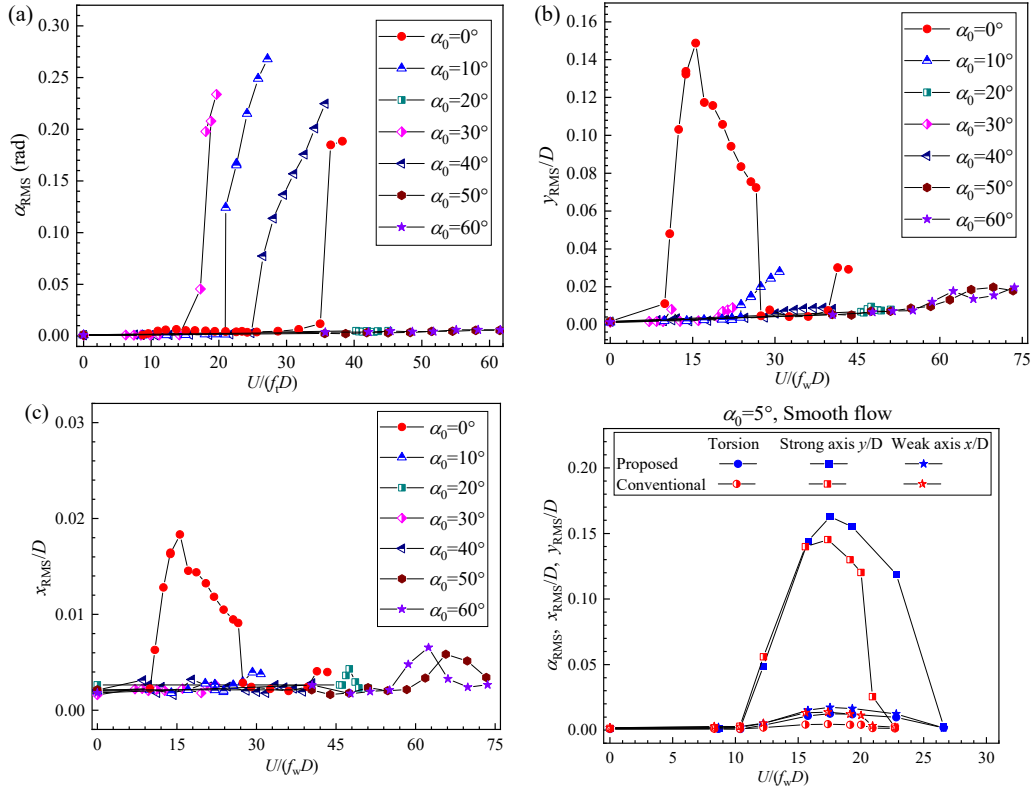 (a)
0.30
0.25
0.20
0.15
0.10
0.05
0.00
α_RMS (rad)
0 10 20 30 40 50 60
U/(f_tD)
α₀=0°
α₀=10°
α₀=20°
α₀=30°
α₀=40°
α₀=50°
α₀=60°
(b)
0.16
0.14
0.12
0.10
0.08
0.06
0.04
0.02
0.00
y_RMS/D
0 15 30 45 60 75
U/(f_wD)
α₀=0°
α₀=10°
α₀=20°
α₀=30°
α₀=40°
α₀=50°
α₀=60°
(c)
0.03
0.02
0.01
0.00
x_RMS/D
0 15 30 45 60 75
U/(f_wD)
α₀=0°
α₀=10°
α₀=20°
α₀=30°
α₀=40°
α₀=50°
α₀=60°
α₀=5°, Smooth flow
Torsion Strong axis y/D Weak axis x/D
Proposed
Conventional
0.20
0.15
0.10
0.05
0.00
α_RMS, x_RMS/D, y_RMS/D
0 5 10 15 20 25 30
U/(f_wD)